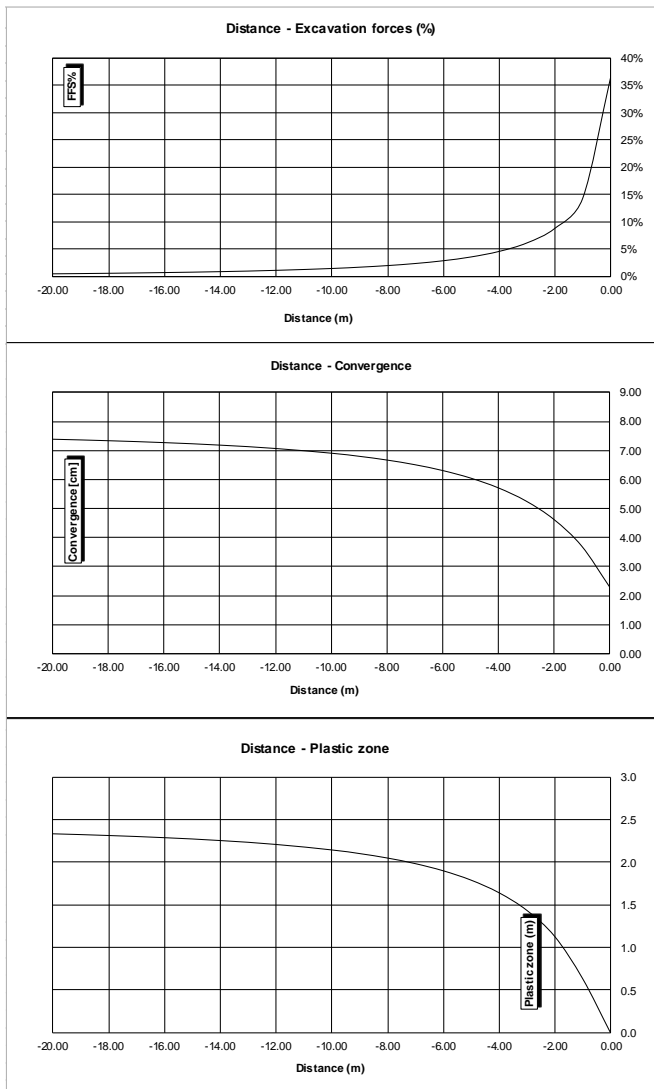 Distance - Excavation forces (%)
FFS%
40%
35%
30%
25%
20%
15%
10%
5%
0%
-20.00 -18.00 -16.00 -14.00 -12.00 -10.00 -8.00 -6.00 -4.00 -2.00 0.00
Distance (m)
Distance - Convergence
9.00
8.00
7.00
6.00
5.00
4.00
3.00
2.00
1.00
0.00
Convergence [cm]
-20.00 -18.00 -16.00 -14.00 -12.00 -10.00 -8.00 -6.00 -4.00 -2.00 0.00
Distance (m)
Distance - Plastic zone
3.0
2.5
2.0
1.5
1.0
0.5
0.0
Plastic zone (m)
-20.00 -18.00 -16.00 -14.00 -12.00 -10.00 -8.00 -6.00 -4.00 -2.00 0.00
Distance (m)